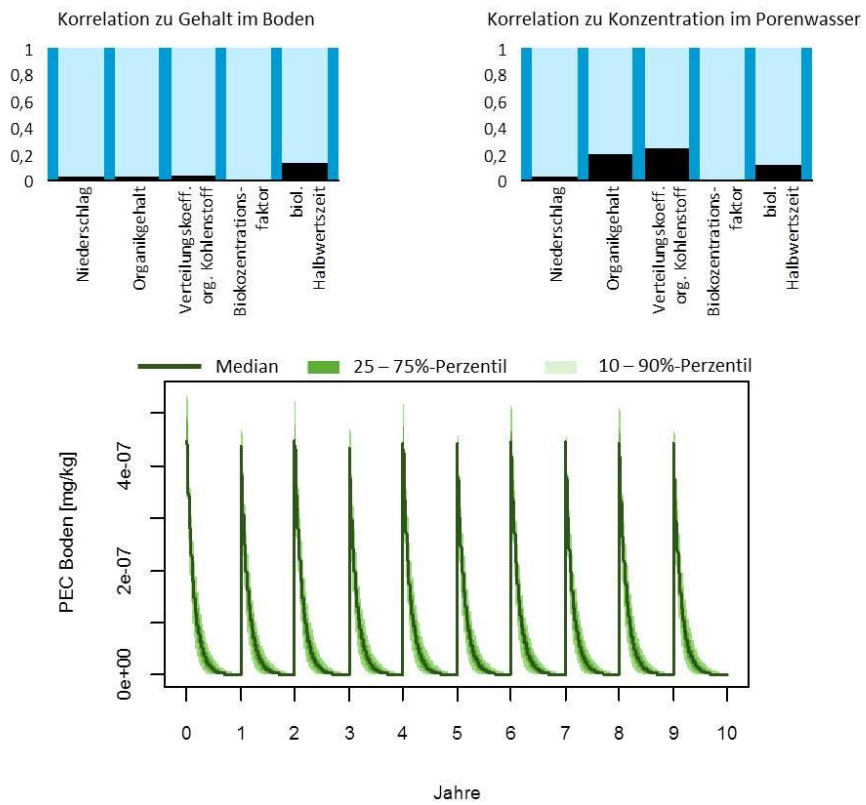 Korrelation zu Gehalt im Boden
1
0,8
0,6
0,4
0,2
0
Niederschlag
Organikgehalt
Verteilungskoeff.
org. Kohlenstoff
Biokozentrations-
faktor
biol.
Halbwertszeit
Korrelation zu Konzentration im Porenwasser
1
0,8
0,6
0,4
0,2
0
Niederschlag
Organikgehalt
Verteilungskoeff.
org. Kohlenstoff
Biokozentrations-
faktor
biol.
Halbwertszeit
Median 25 – 75%-Perzentil 10 – 90%-Perzentil
PEC Boden [mg/kg]
4e-07
2e-07
0e+00
0 1 2 3 4 5 6 7 8 9 10
Jahre